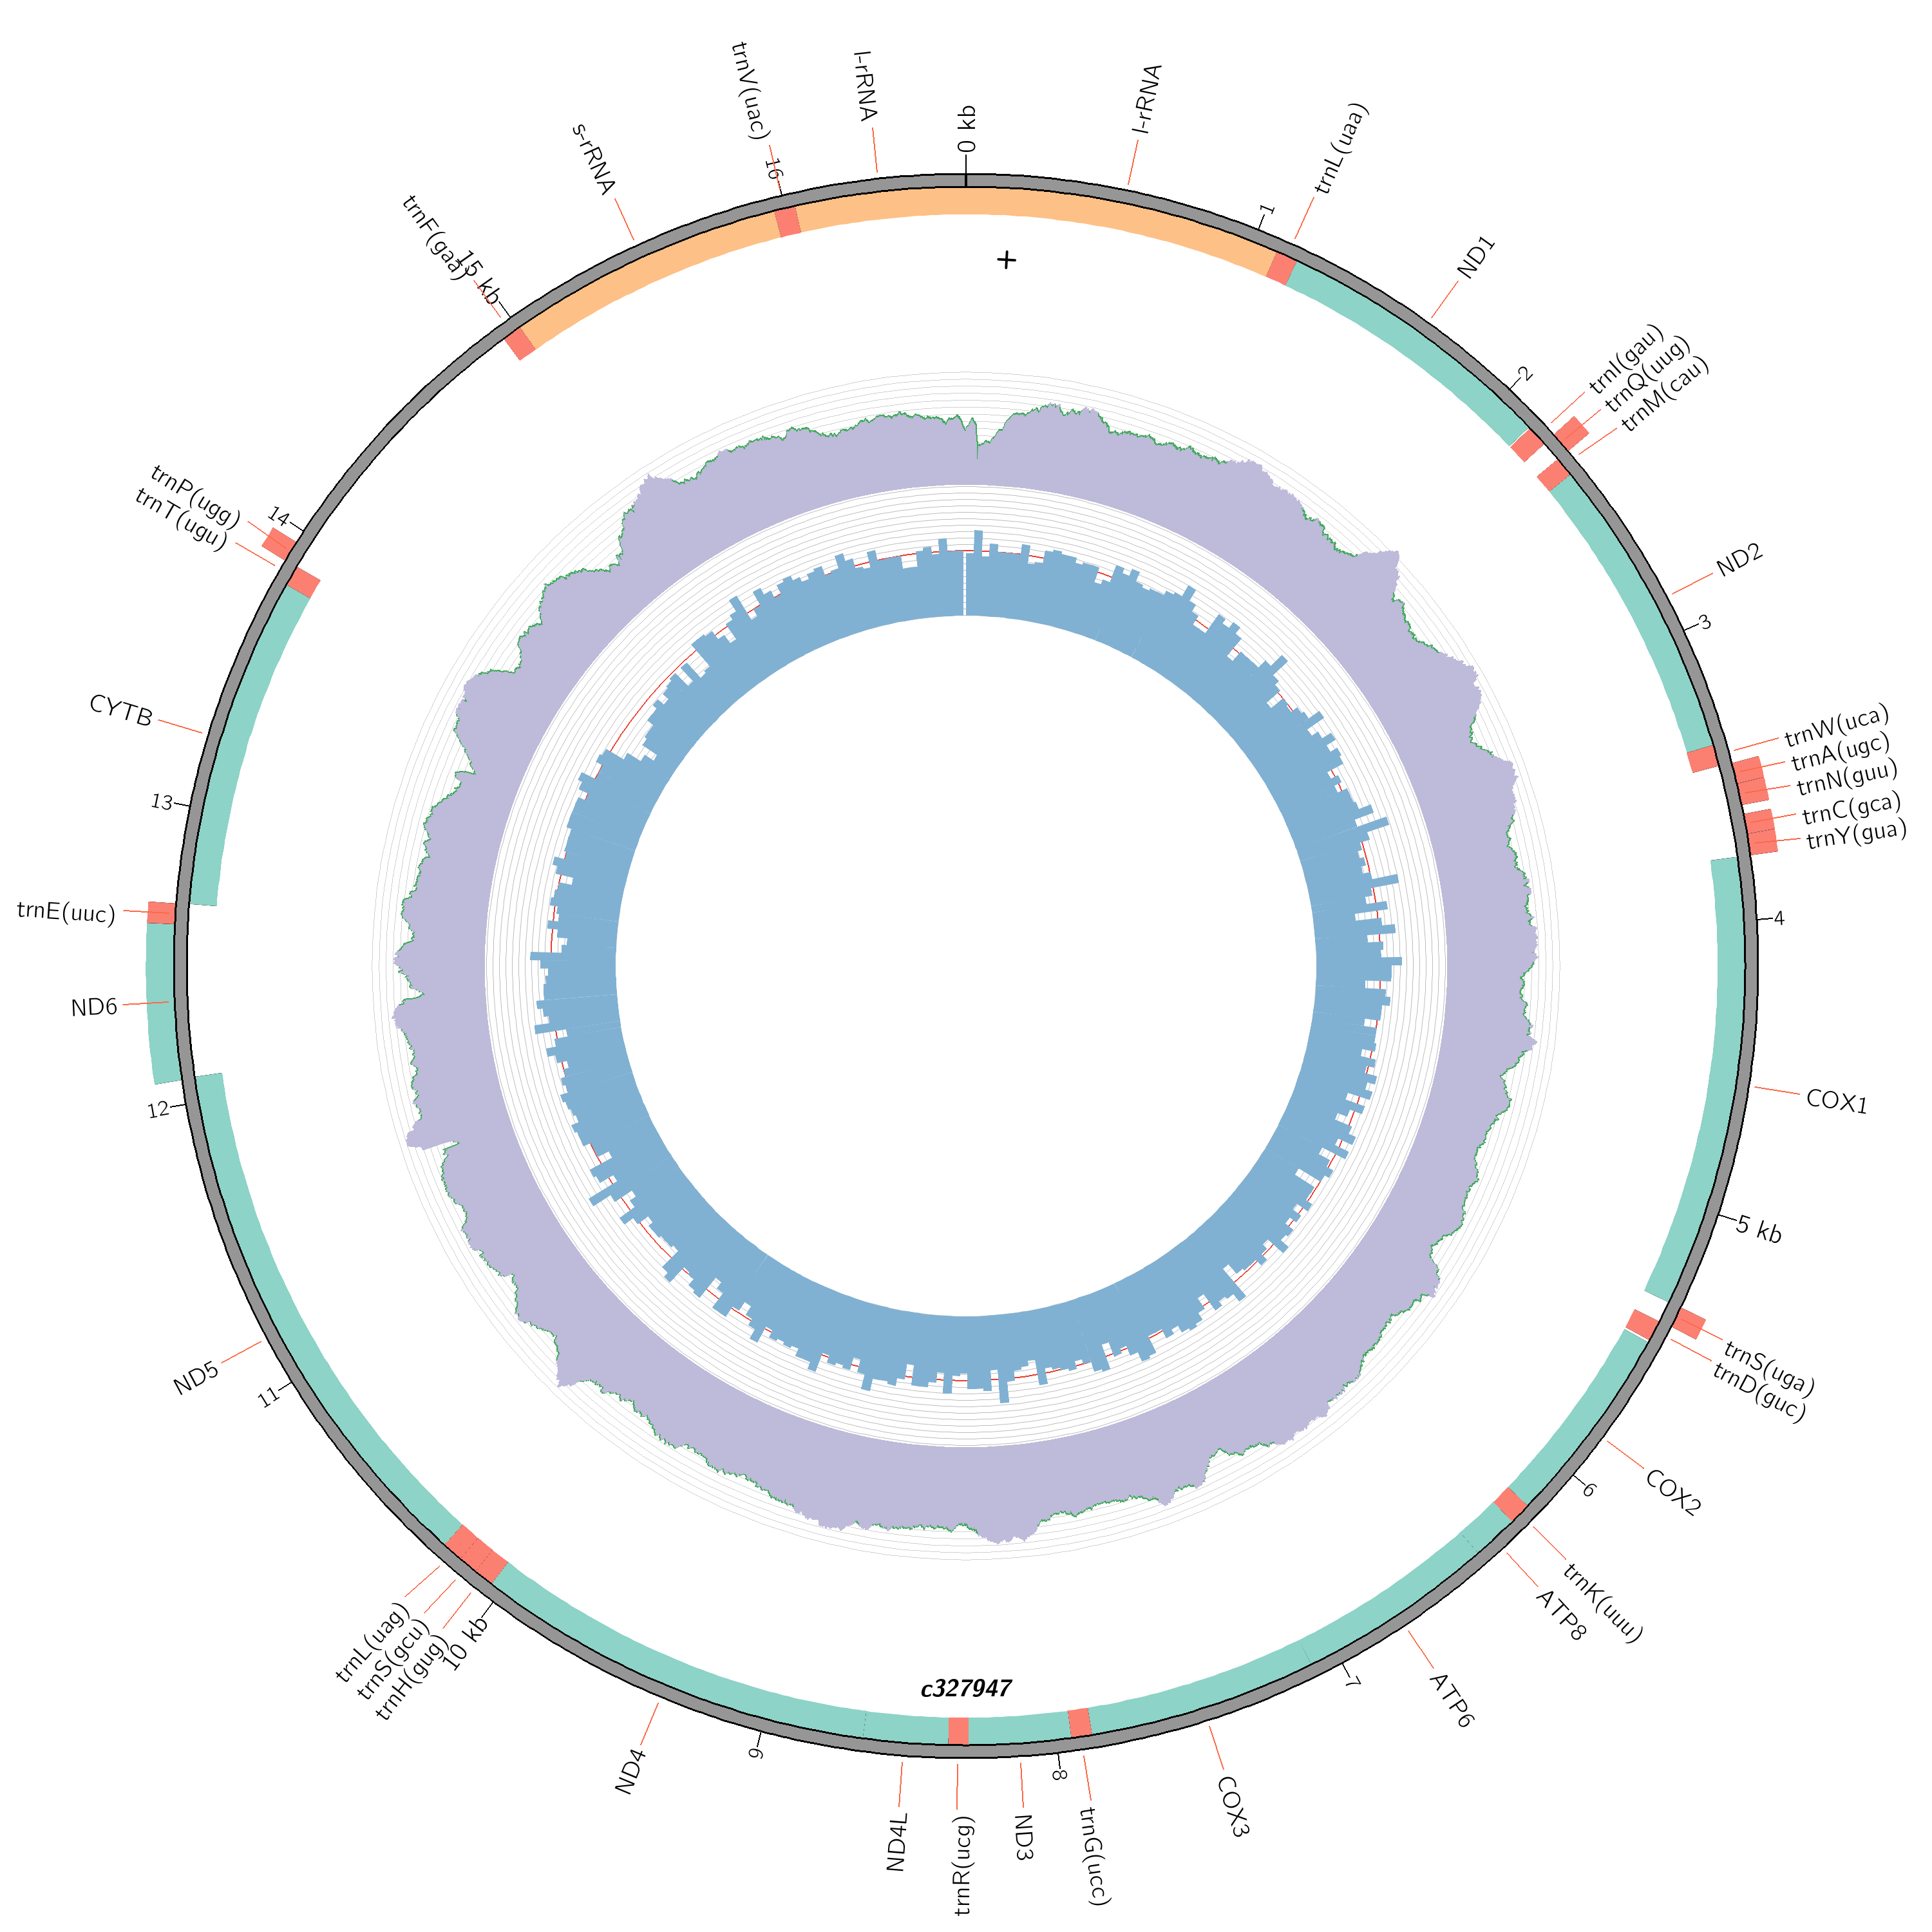 0 kb
l-rRNA
1
trnL(uaa)
ND1
2
trnI(gau)
trnQ(uug)
trnM(cau)
ND2
3
trnW(uca)
trnA(ugc)
trnN(guu)
trnC(gca)
trnY(gua)
4
COX1
5 kb
trnS(uga)
trnD(guc)
COX2
6
trnK(uuu)
ATP8
ATP6
7
COX3
trnG(ucc)
8
ND3
trnR(ucg)
ND4L
9
ND4
10 kb
trnH(gug)
trnS(gcu)
trnL(uag)
11
ND5
12
ND6
trnE(uuc)
13
CYTB
trnT(ugu)
trnP(ugg)
14
15 kb
trnF(gaa)
s-rRNA
16
trnV(uac)
l-rRNA
+
c327947